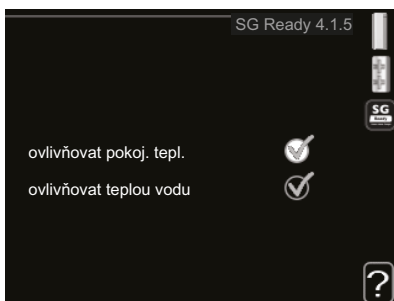 SG Ready 4.1.5
SG
Ready
ovlivňovat pokoj. tepl.
ovlivňovat teplou vodu
?